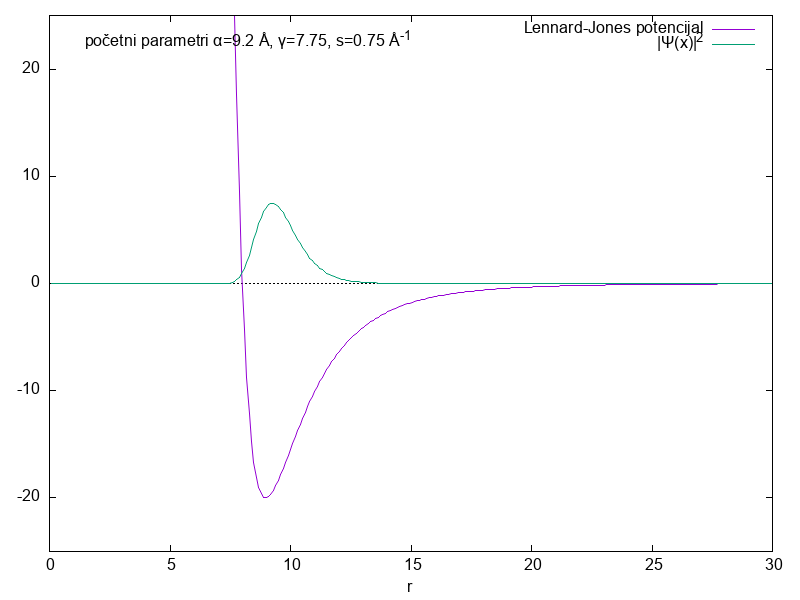 Lennard-Jones potencijal
početni parametri α=9.2 Å, γ=7.75, s=0.75 Å⁻¹
|Ψ(x)|²
20
10
0
-10
-20
0 5 10 15 20 25 30
r